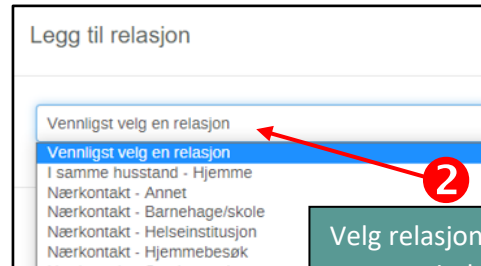 Legg til relasjon
Vennligst velg en relasjon
Vennligst velg en relasjon
I samme husstand - Hjemme
Nærkontakt - Annet
Nærkontakt - Barnehage/skole
Nærkontakt - Helseinstitusjon
Nærkontakt - Hjemmebesøk
2
Velg relasjon